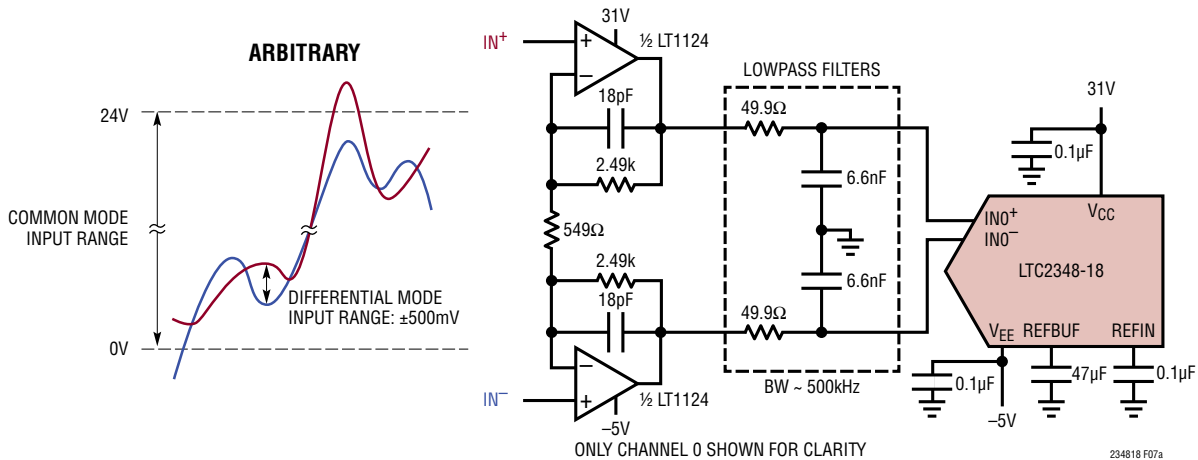 ARBITRARY
24V
COMMON MODE
INPUT RANGE
DIFFERENTIAL MODE
INPUT RANGE: ±500mV
0V
IN+
31V
½ LT1124
+
−
18pF
2.49k
549Ω
2.49k
18pF
−
+
IN−
½ LT1124
–5V
LOWPASS FILTERS
49.9Ω
6.6nF
6.6nF
49.9Ω
BW ~ 500kHz
31V
0.1µF
VCC
IN0+
IN0−
LTC2348-18
VEE REFBUF REFIN
0.1µF
47µF
0.1µF
–5V
ONLY CHANNEL 0 SHOWN FOR CLARITY
234818 F07a